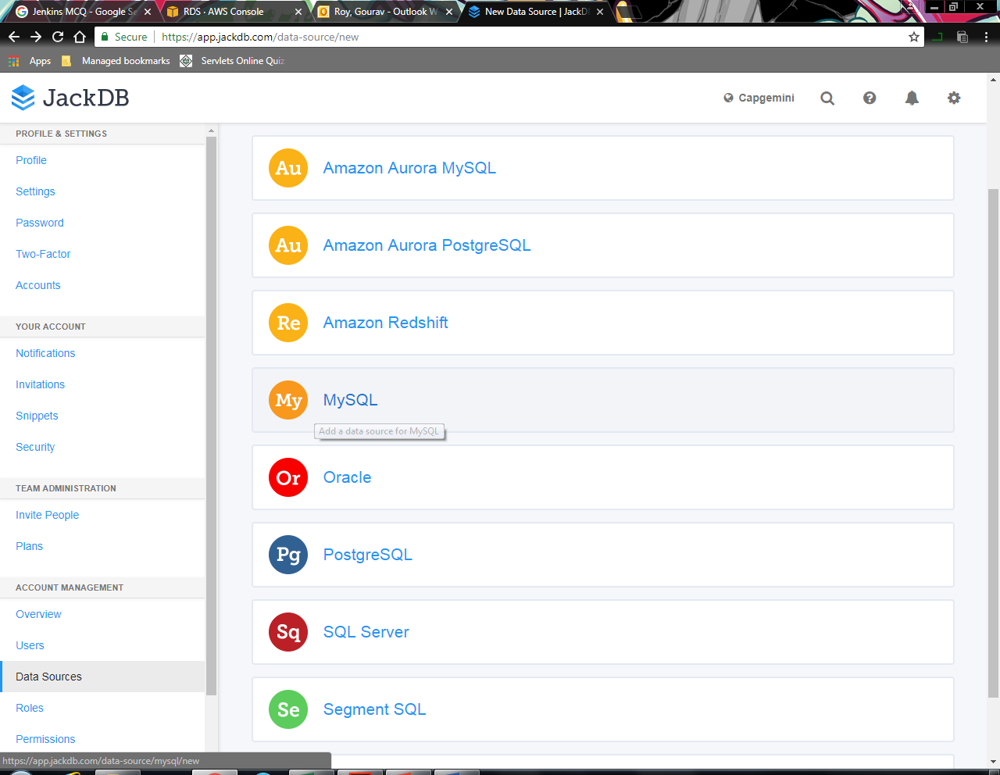 Jenkins MCQ - Google Se
RDS · AWS Console
Roy, Gourav - Outlook W
New Data Source | JackD
Secure
https://app.jackdb.com/data-source/new
Apps
Managed bookmarks
Servlets Online Quiz
JackDB
Capgemini
PROFILE & SETTINGS
Profile
Settings
Password
Two-Factor
Accounts
YOUR ACCOUNT
Notifications
Invitations
Snippets
Security
TEAM ADMINISTRATION
Invite People
Plans
ACCOUNT MANAGEMENT
Overview
Users
Data Sources
Roles
Permissions
Au Amazon Aurora MySQL
Au Amazon Aurora PostgreSQL
Re Amazon Redshift
My MySQL
Add a data source for MySQL
Or Oracle
Pg PostgreSQL
Sq SQL Server
Se Segment SQL
https://app.jackdb.com/data-source/mysql/new